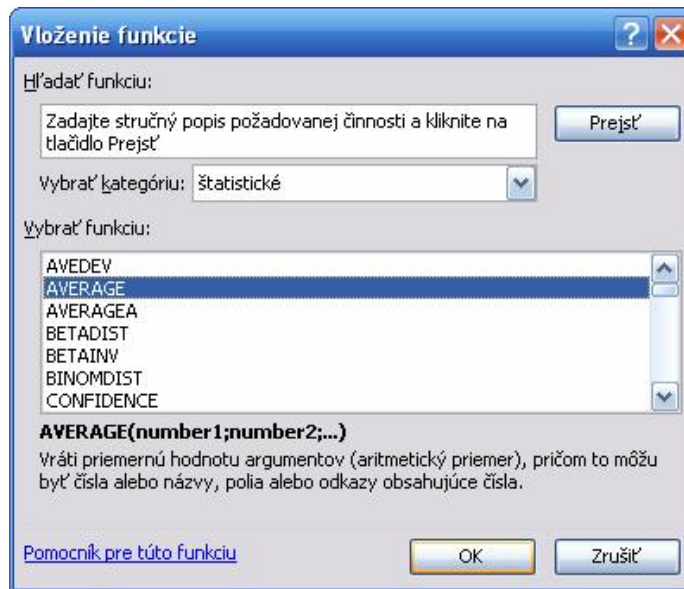 Vloženie funkcie
Hľadať funkciu:
Zadajte stručný popis požadovanej činnosti a kliknite na
tlačidlo Prejsť
Prejsť
Vybrať kategóriu: štatistické
Vybrať funkciu:
AVEDEV
AVERAGE
AVERAGEA
BETADIST
BETAINV
BINOMDIST
CONFIDENCE
AVERAGE(number1;number2;...)
Vráti priemernú hodnotu argumentov (aritmetický priemer), pričom to môžu
byť čísla alebo názvy, polia alebo odkazy obsahujúce čísla.
Pomocník pre túto funkciu
OK
Zrušiť